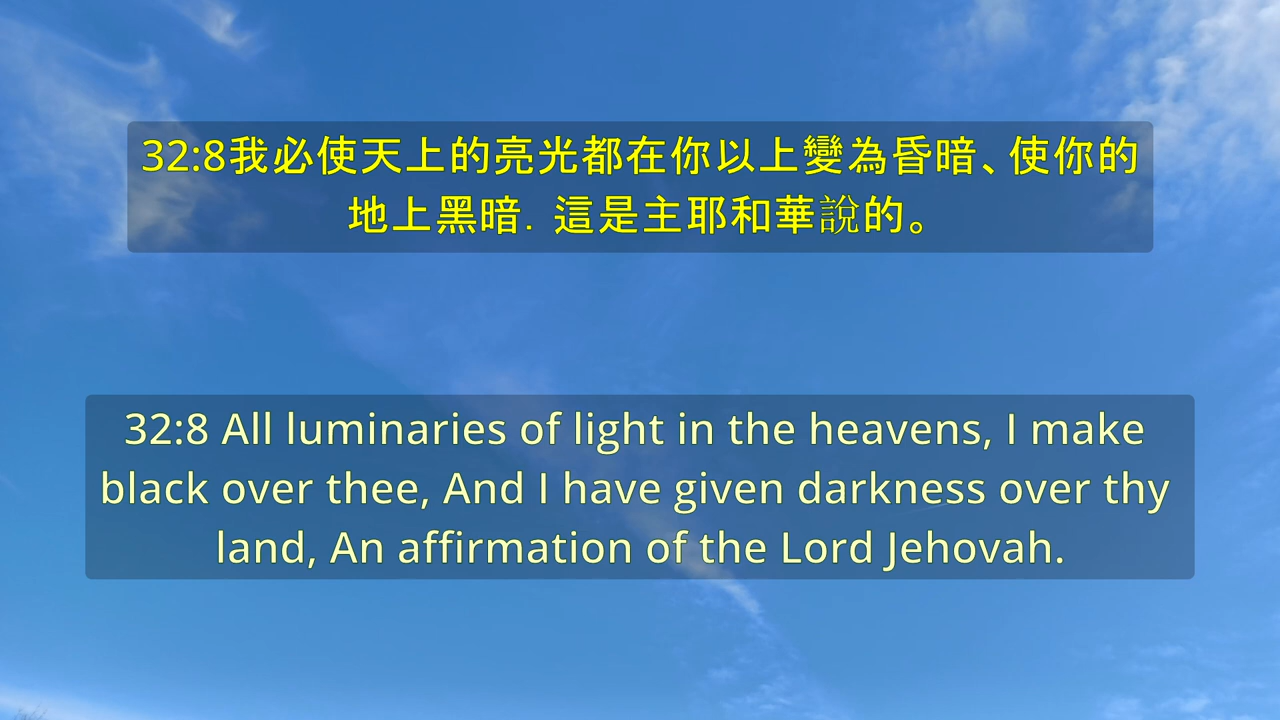 32:8我必使天上的亮光都在你以上變為昏暗、使你的
地上黑暗．這是主耶和華說的。
32:8 All luminaries of light in the heavens, I make
black over thee, And I have given darkness over thy
land, An affirmation of the Lord Jehovah.